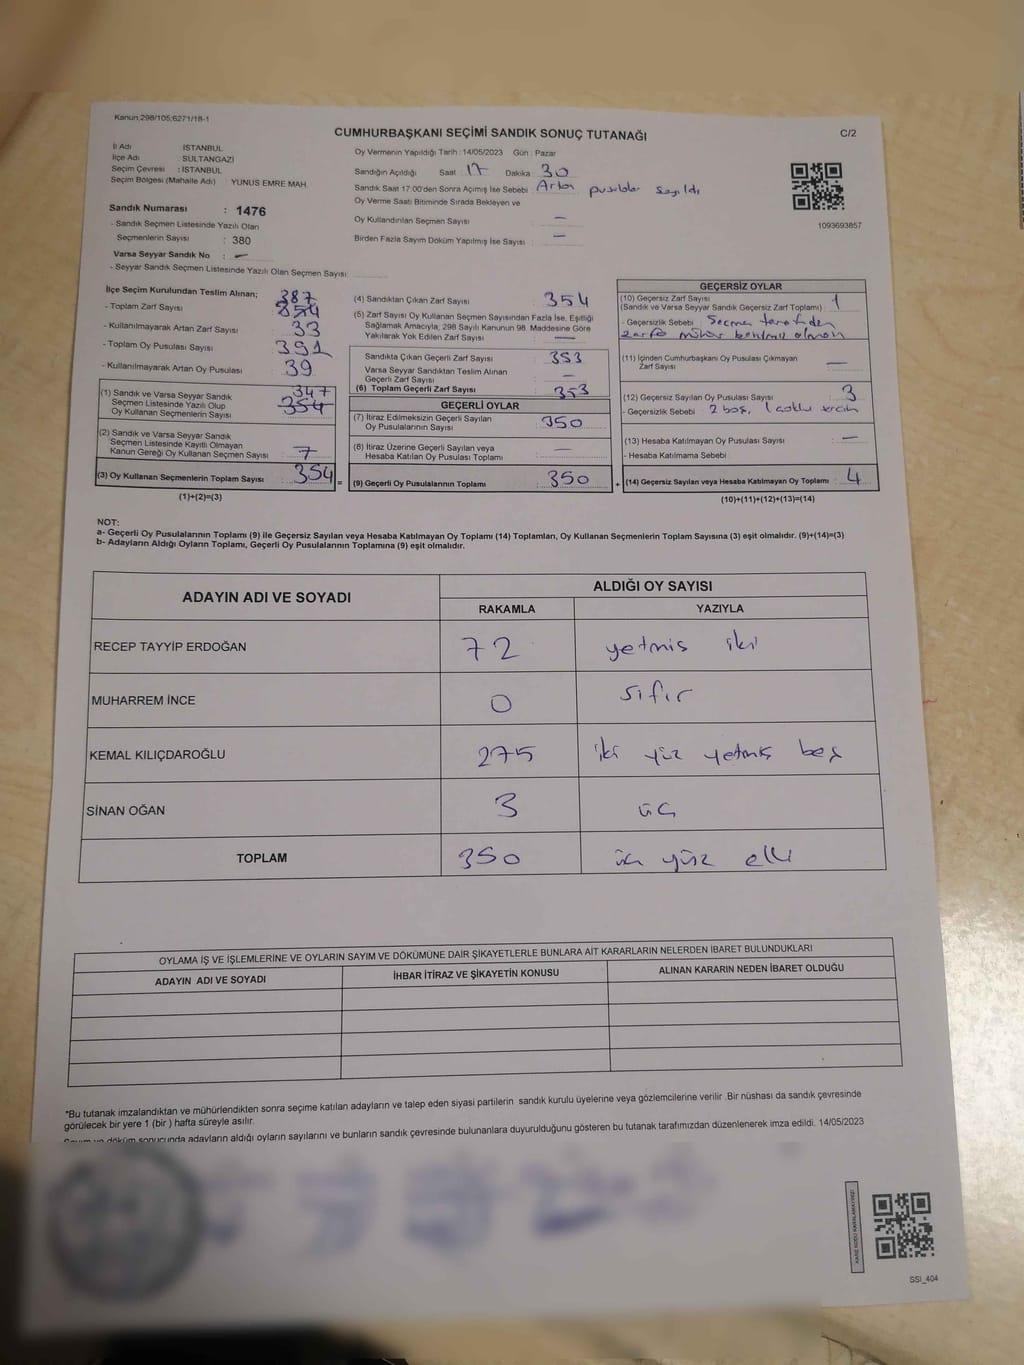 Kanun;298/105;6271/18-1
CUMHURBAŞKANI SEÇİMİ SANDIK SONUÇ TUTANAĞI
C/2
İl Adı : İSTANBUL
İlçe Adı : SULTANGAZİ
Seçim Çevresi : İSTANBUL
Seçim Bölgesi (Mahalle Adı) : YUNUS EMRE MAH.
Sandık Numarası : 1476
- Sandık Seçmen Listesinde Yazılı Olan
Seçmenlerin Sayısı : 380
Varsa Seyyar Sandık No : —
- Seyyar Sandık Seçmen Listesinde Yazılı Olan Seçmen Sayısı:
Oy Vermenin Yapıldığı Tarih : 14/05/2023 Gün : Pazar
Sandığın Açıldığı Saat : 17 Dakika : 30
Sandık Saat 17:00'den Sonra Açımış İse Sebebi : Artan pusulalar sayıldı
Oy Verme Saati Bitiminde Sırada Bekleyen ve
Oy Kullandırılan Seçmen Sayısı : —
Birden Fazla Sayım Döküm Yapılmış İse Sayısı : —
1093693857
İlçe Seçim Kurulundan Teslim Alınan;
- Toplam Zarf Sayısı : 387 354
- Kullanılmayarak Artan Zarf Sayısı : 33
- Toplam Oy Pusulası Sayısı : 391
- Kullanılmayarak Artan Oy Pusulası : 39
(1) Sandık ve Varsa Seyyar Sandık
Seçmen Listesinde Yazılı Olup
Oy Kullanan Seçmenlerin Sayısı : 347 354
(2) Sandık ve Varsa Seyyar Sandık
Seçmen Listesinde Kayıtlı Olmayan
Kanun Gereği Oy Kullanan Seçmen Sayısı : 7
(3) Oy Kullanan Seçmenlerin Toplam Sayısı : 354
(1)+(2)=(3)
(4) Sandıktan Çıkan Zarf Sayısı : 354
(5) Zarf Sayısı Oy Kullanan Seçmen Sayısından Fazla İse, Eşitliği
Sağlamak Amacıyla, 298 Sayılı Kanunun 98. Maddesine Göre
Yakılarak Yok Edilen Zarf Sayısı : —
Sandıkta Çıkan Geçerli Zarf Sayısı : 353
Varsa Seyyar Sandıktan Teslim Alınan
Geçerli Zarf Sayısı : —
(6) Toplam Geçerli Zarf Sayısı : 353
GEÇERLİ OYLAR
(7) İtiraz Edilmeksizin Geçerli Sayılan
Oy Pusulalarının Sayısı : 350
(8) İtiraz Üzerine Geçerli Sayılan veya
Hesaba Katılan Oy Pusulası Toplamı : —
= (9) Geçerli Oy Pusulalarının Toplamı : 350
GEÇERSİZ OYLAR
(10) Geçersiz Zarf Sayısı
(Sandık ve Varsa Seyyar Sandık Geçersiz Zarf Toplamı) : 1
- Geçersizlik Sebebi : Seçmen tarafından
zarfa mühür basılmış olması
(11) İçinden Cumhurbaşkanı Oy Pusulası Çıkmayan
Zarf Sayısı : —
(12) Geçersiz Sayılan Oy Pusulası Sayısı : 3
- Geçersizlik Sebebi : 2 boş, 1
(13) Hesaba Katılmayan Oy Pusulası Sayısı : —
- Hesaba Katılmama Sebebi :
+ (14) Geçersiz Sayılan veya Hesaba Katılmayan Oy Toplamı : 4
(10)+(11)+(12)+(13)=(14)
NOT:
a- Geçerli Oy Pusulalarının Toplamı (9) ile Geçersiz Sayılan veya Hesaba Katılmayan Oy Toplamı (14) Toplamları, Oy Kullanan Seçmenlerin Toplam Sayısına (3) eşit olmalıdır. (9)+(14)=(3)
b- Adayların Aldığı Oyların Toplamı, Geçerli Oy Pusulalarının Toplamına (9) eşit olmalıdır.
ADAYIN ADI VE SOYADI
ALDIĞI OY SAYISI
RAKAMLA YAZIYLA
RECEP TAYYİP ERDOĞAN 72 yetmis iki
MUHARREM İNCE 0 sıfır
KEMAL KILIÇDAROĞLU 275 iki yüz yetmiş beş
SİNAN OĞAN 3 üç
TOPLAM 350 üç yüz elli
OYLAMA İŞ VE İŞLEMLERİNE VE OYLARIN SAYIM VE DÖKÜMÜNE DAİR ŞİKAYETLERLE BUNLARA AİT KARARLARIN NELERDEN İBARET BULUNDUKLARI
ADAYIN ADI VE SOYADI İHBAR İTİRAZ VE ŞİKAYETİN KONUSU ALINAN KARARIN NEDEN İBARET OLDUĞU
*Bu tutanak imzalandıktan ve mühürlendikten sonra seçime katılan adayların ve talep eden siyasi partilerin sandık kurulu üyelerine veya gözlemcilerine verilir .Bir nüshası da sandık çevresinde
görülecek bir yere 1 (bir ) hafta süreyle asılır.
Sayım ve döküm sonucunda adayların aldığı oyların sayılarını ve bunların sandık çevresinde bulunanlara duyurulduğunu gösteren bu tutanak tarafımızdan düzenlenerek imza edildi. 14/05/2023
KARE KODU KARALAMAYINIZ!
SSI_404